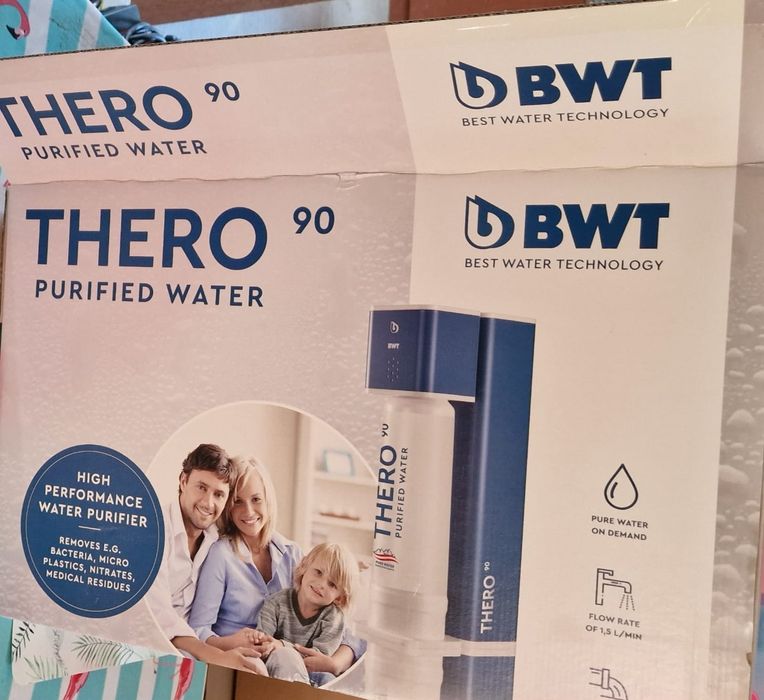 THERO 90
PURIFIED WATER
BWT
BEST WATER TECHNOLOGY
THERO 90
PURIFIED WATER
BWT
BEST WATER TECHNOLOGY
BWT
THERO 90
PURIFIED WATER
THERO 90
HIGH
PERFORMANCE
WATER PURIFIER
REMOVES E.G.
BACTERIA, MICRO
PLASTICS, NITRATES,
MEDICAL RESIDUES
PURE WATER
ON DEMAND
FLOW RATE
OF 1,5 L/MIN